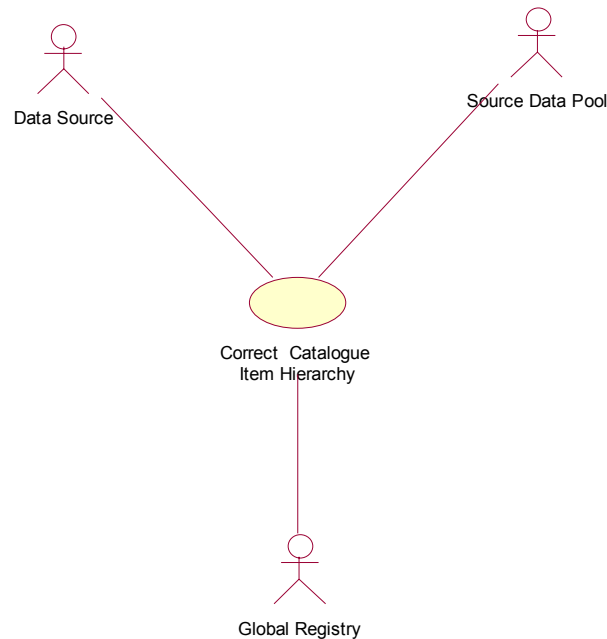 Data Source
Source Data Pool
Correct Catalogue
Item Hierarchy
Global Registry